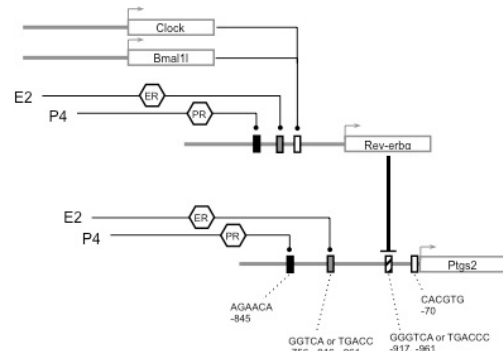 Clock
Bmal1l
E2 ER
P4 PR
Rev-erbα
E2 ER
P4 PR
Ptgs2
AGAACA
-845
CACGTG
-70
GGTCA or TGACC
GGGTCA or TGACCC
-917, -961